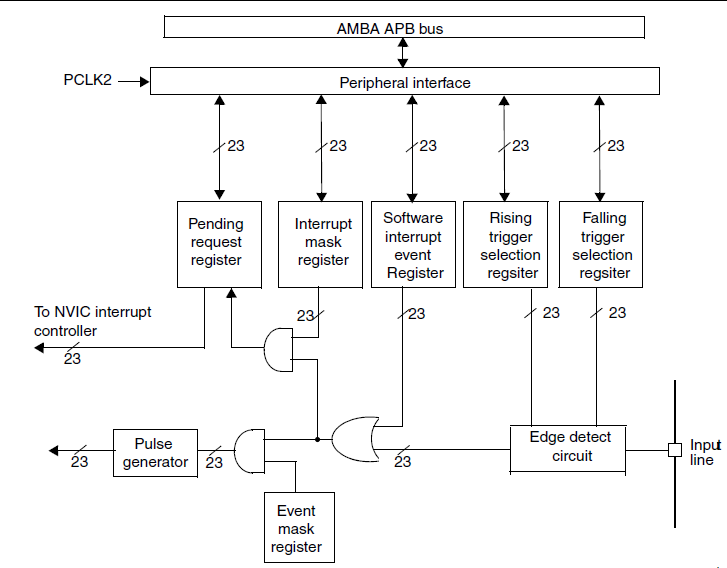 AMBA APB bus
PCLK2
Peripheral interface
23
23
23
23
23
Pending
request
register
Interrupt
mask
register
Software
interrupt
event
Register
Rising
trigger
selection
regsiter
Falling
trigger
selection
regsiter
To NVIC interrupt
controller
23
23
23
23
23
Edge detect
circuit
Input
line
Pulse
generator
23
23
23
Event
mask
register